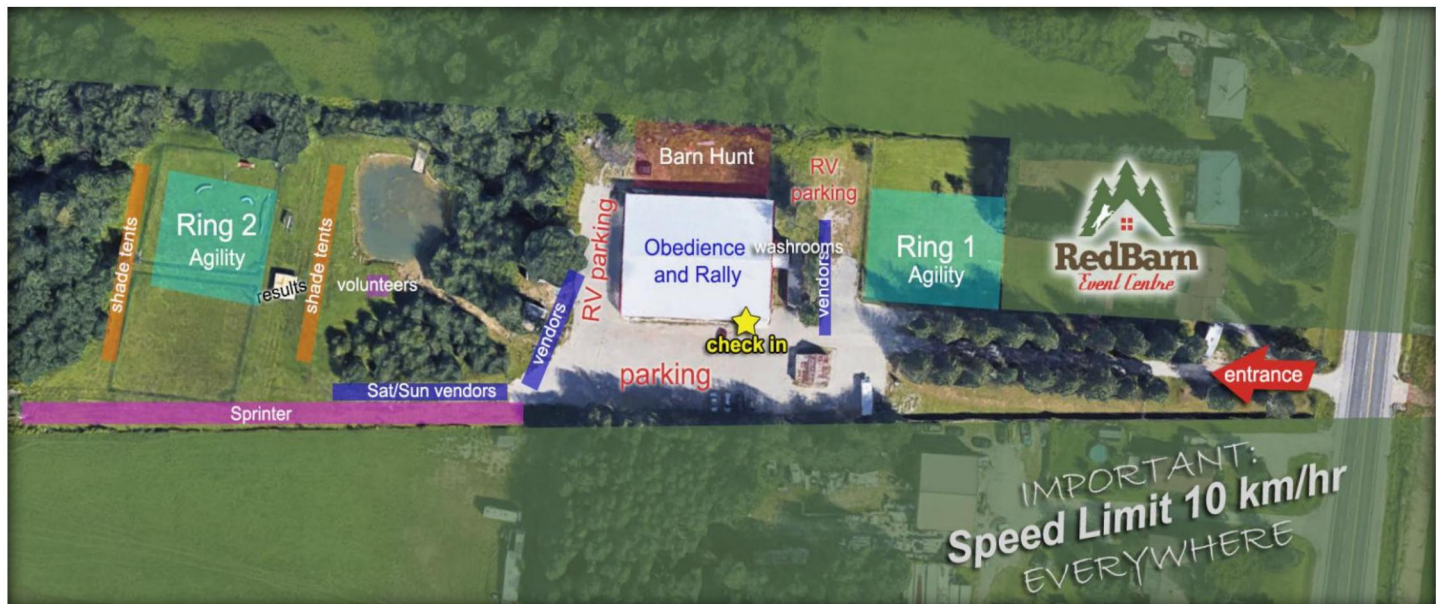 shade tents
Ring 2
Agility
results
shade tents
volunteers
Sat/Sun vendors
Sprinter
vendors
RV parking
Barn Hunt
Obedience
and Rally
washrooms
check in
parking
RV
parking
vendors
Ring 1
Agility
RedBarn
Event Centre
entrance
IMPORTANT:
Speed Limit 10 km/hr
EVERYWHERE